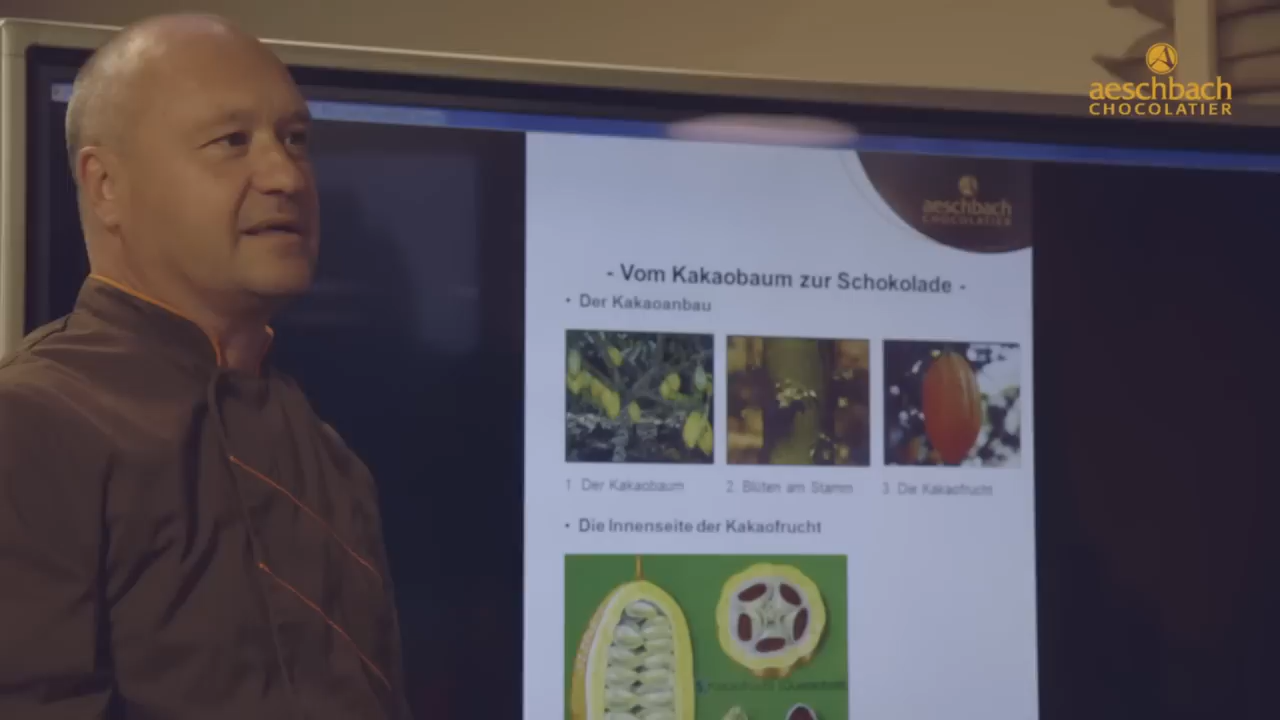 aeschbach
CHOCOLATIER
aeschbach
CHOCOLATIER
- Vom Kakaobaum zur Schokolade -
• Der Kakaoanbau
1. Der Kakaobaum
2. Blüten am Stamm
3. Die Kakaofrucht
• Die Innenseite der Kakaofrucht